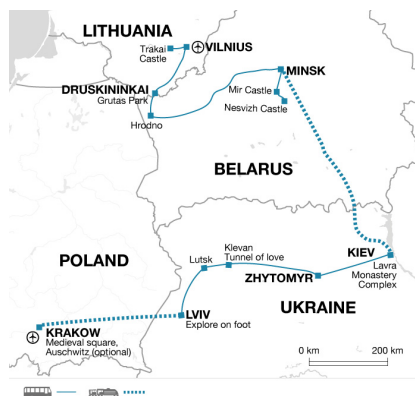 LITHUANIA
Trakai
Castle
VILNIUS
DRUSKININKAI
Grutas Park
Hrodno
MINSK
Mir Castle
Nesvizh Castle
BELARUS
POLAND
Klevan
Tunnel of love
Lutsk
KIEV
Lavra
Monastery
Complex
ZHYTOMYR
UKRAINE
LVIV
Explore on foot
KRAKOW
Medieval square,
Auschwitz (optional)
0 km 200 km